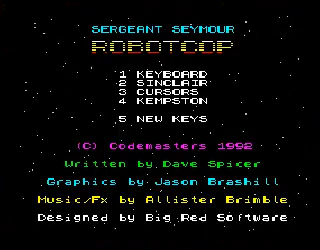 SERGEANT SEYMOUR
ROBOTCOP
1 KEYBOARD
2 SINCLAIR
3 CURSORS
4 KEMPSTON
5 NEW KEYS
(C) Codemasters 1992
Written by Dave Spicer
Graphics by Jason Brashill
Music/Fx by Allister Brimble
Designed by Big Red Software